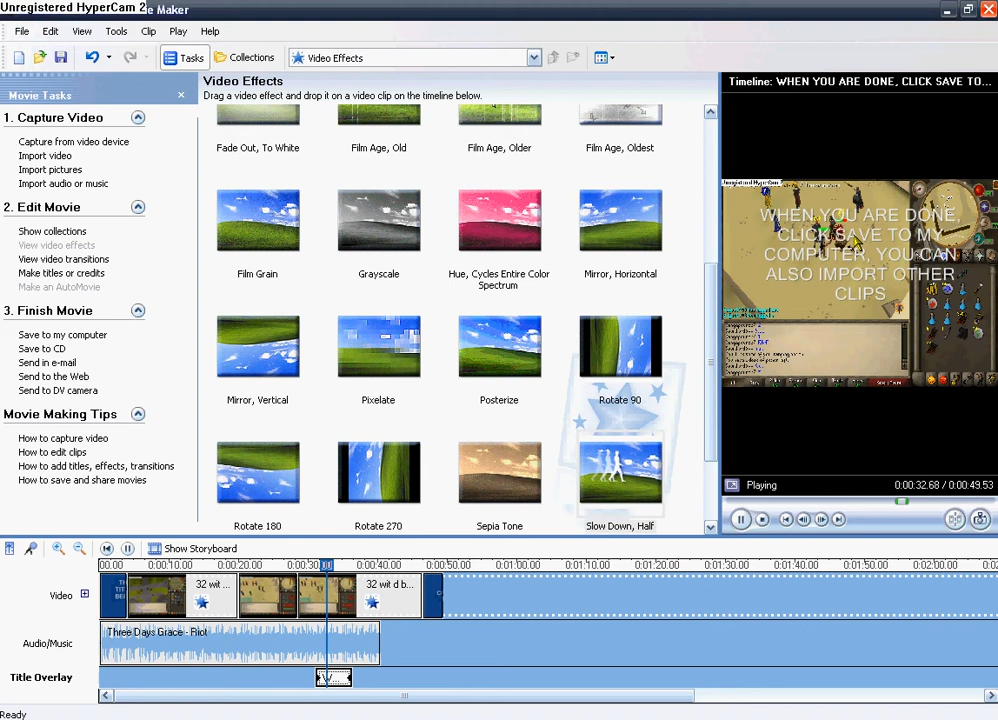 Unregistered HyperCam 2
e Maker
File Edit View Tools Clip Play Help
Tasks Collections Video Effects
Movie Tasks
1. Capture Video
Capture from video device
Import video
Import pictures
Import audio or music
2. Edit Movie
Show collections
View video effects
View video transitions
Make titles or credits
Make an AutoMovie
3. Finish Movie
Save to my computer
Save to CD
Send in e-mail
Send to the Web
Send to DV camera
Movie Making Tips
How to capture video
How to edit clips
How to add titles, effects, transitions
How to save and share movies
Video Effects
Drag a video effect and drop it on a video clip on the timeline below.
Fade Out, To White
Film Age, Old
Film Age, Older
Film Age, Oldest
Film Grain
Grayscale
Hue, Cycles Entire Color
Spectrum
Mirror, Horizontal
Mirror, Vertical
Pixelate
Posterize
Rotate 90
Rotate 180
Rotate 270
Sepia Tone
Slow Down, Half
Timeline: WHEN YOU ARE DONE, CLICK SAVE TO...
Unregistered HyperCam 2
WHEN YOU ARE DONE,
CLICK SAVE TO MY
COMPUTER, YOU CAN
ALSO IMPORT OTHER
CLIPS
Playing
0:00:32.68 / 0:00:49.53
Show Storyboard
00.00 0:00:10.00 0:00:20.00 0:00:30 0:00:40.00 0:00:50.00 0:01:00.00 0:01:10.00 0:01:20.00 0:01:30.00 0:01:40.00 0:01:50.00 0:02:
Video
32 wit ...
32 wit d b...
Audio/Music
Three Days Grace - Riot
Title Overlay
Ready